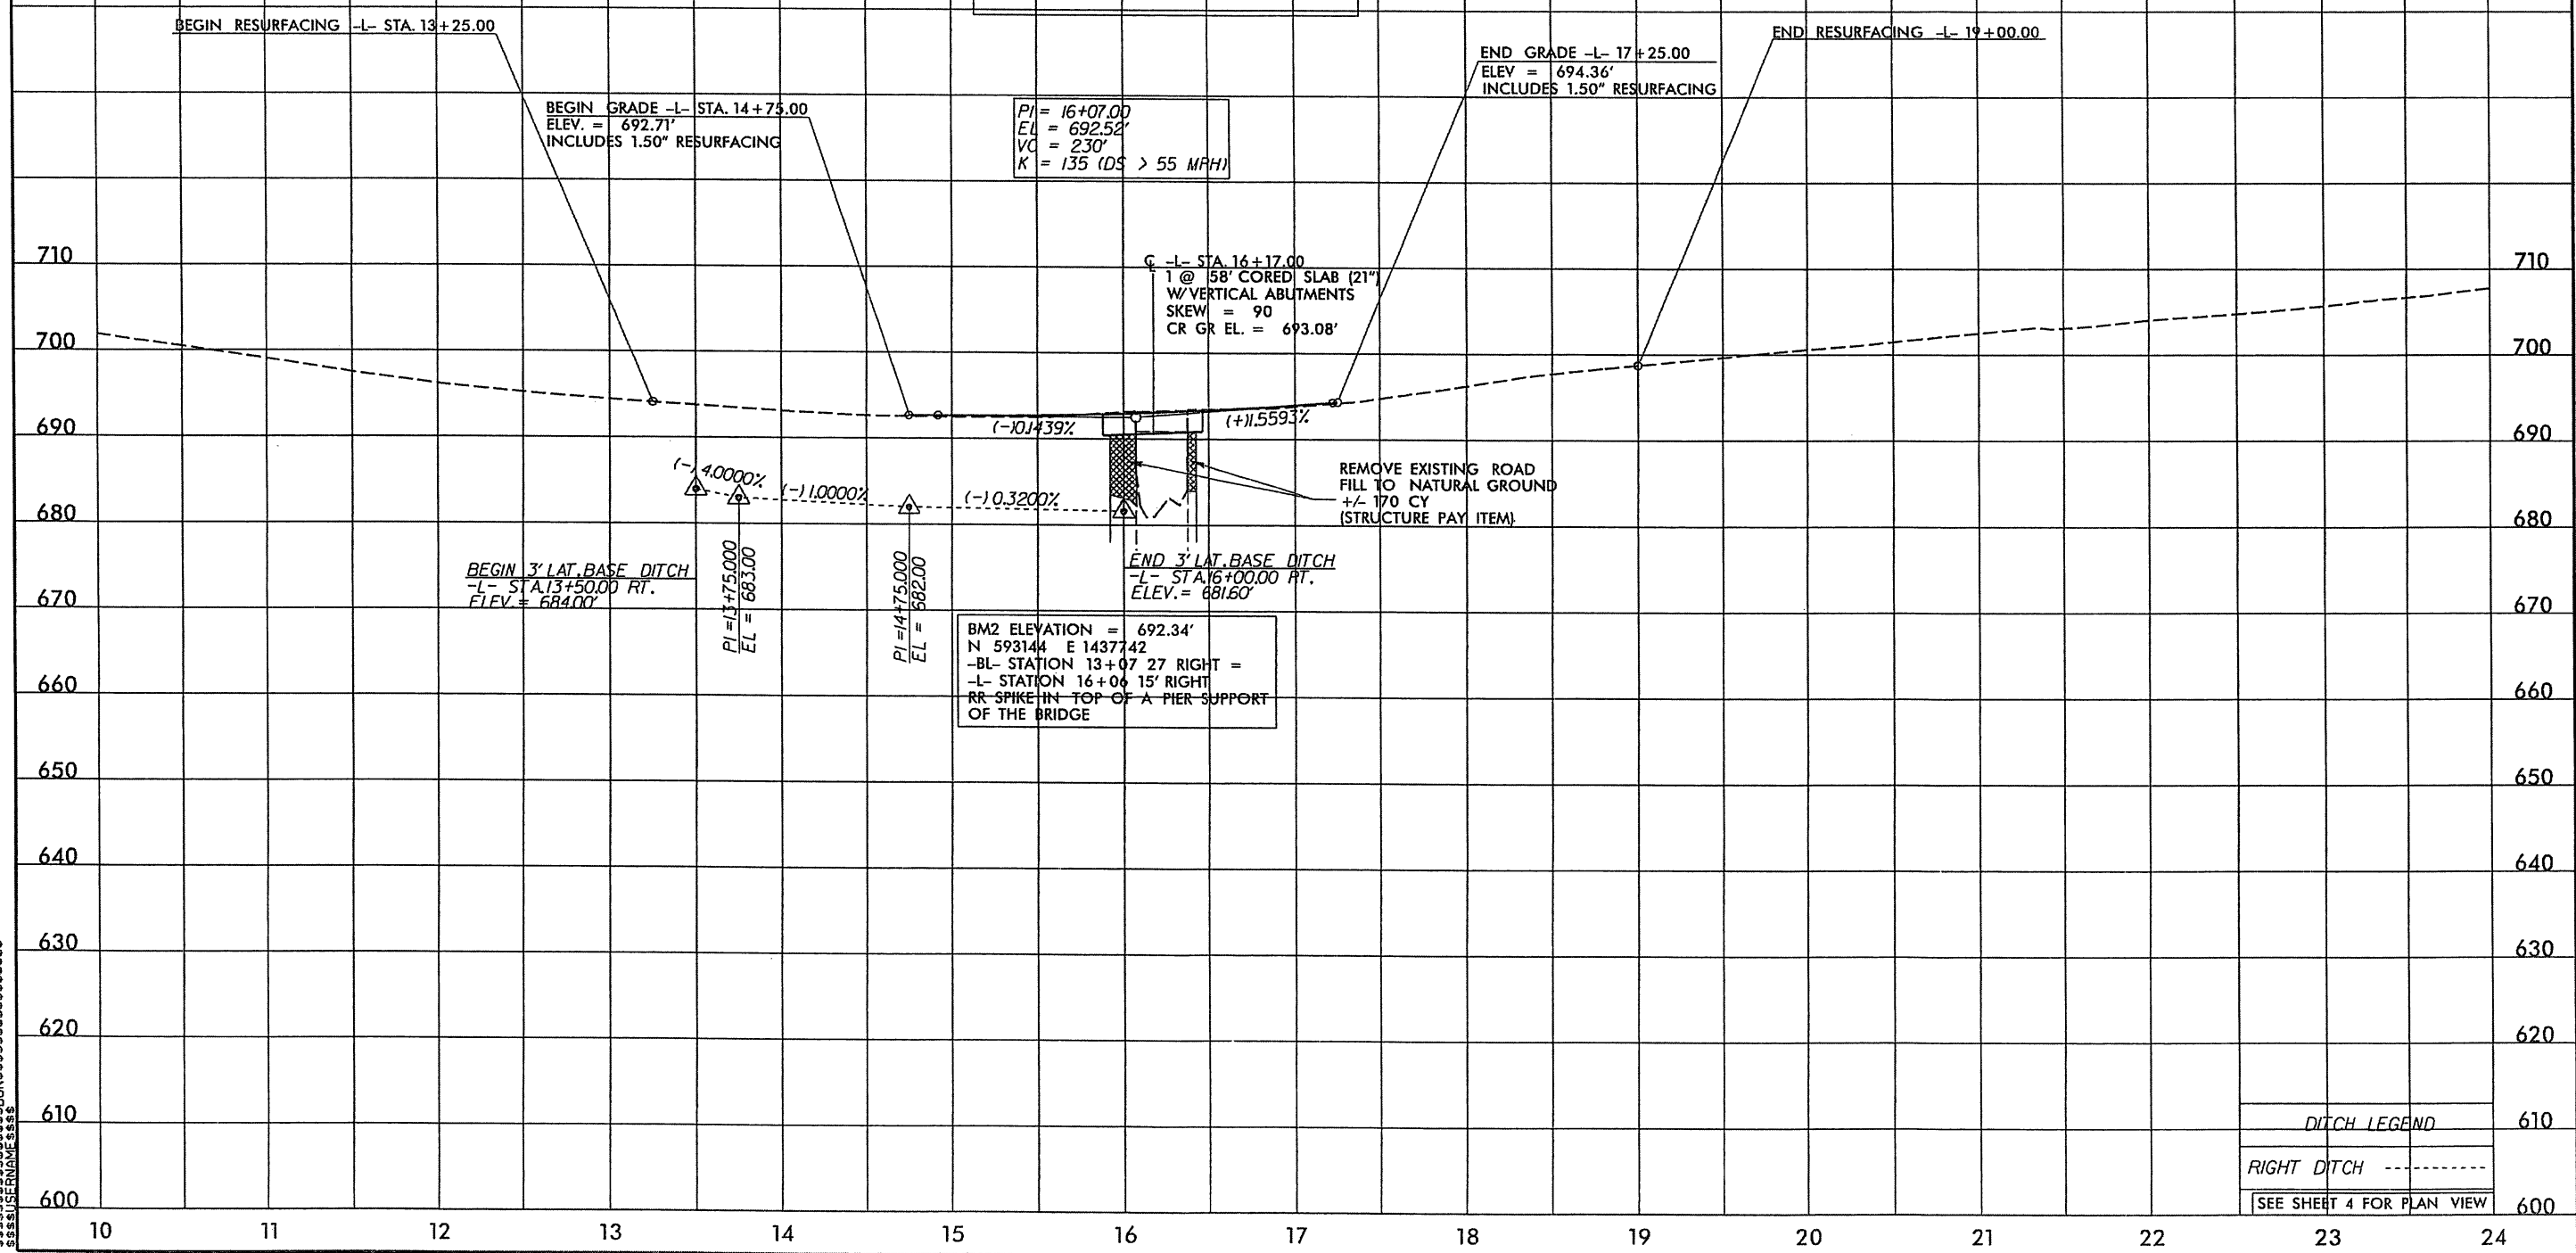 BEGIN RESURFACING -L- STA. 13+25.00
END RESURFACING -L- 19+00.00
END GRADE -L- 17+25.00
ELEV = 694.36'
INCLUDES 1.50" RESURFACING
BEGIN GRADE -L- STA. 14+75.00
ELEV. = 692.71'
INCLUDES 1.50" RESURFACING
PI = 16+07.00
EL = 692.52'
VC = 230'
K = 135 (DS > 55 MPH)
℄ -L- STA. 16+17.00
1 @ 58' CORED SLAB (21")
W/VERTICAL ABUTMENTS
SKEW = 90
CR GR EL. = 693.08'
710 710
700 700
690 690
(-)0.1439%
(+)1.5593%
(-)4.0000%
(-)1.0000%
(-)0.3200%
REMOVE EXISTING ROAD
FILL TO NATURAL GROUND
+/- 170 CY
(STRUCTURE PAY ITEM)
680 680
BEGIN 3' LAT.BASE DITCH
-L- STA.13+50.00 RT.
ELEV.= 684.00'
PI =13+75.000
EL = 683.00
PI =14+75.000
EL = 682.00
END 3' LAT.BASE DITCH
-L- STA.16+00.00 RT.
ELEV.= 681.60'
670 670
BM2 ELEVATION = 692.34'
N 593144 E 1437742
-BL- STATION 13+07 27 RIGHT =
-L- STATION 16+06 15' RIGHT
RR SPIKE IN TOP OF A PIER SUPPORT
OF THE BRIDGE
660 660
650 650
640 640
630 630
620 620
610 610
DITCH LEGEND
RIGHT DITCH
SEE SHEET 4 FOR PLAN VIEW
600 600
10 11 12 13 14 15 16 17 18 19 20 21 22 23 24
$$$$USERNAME$$$$